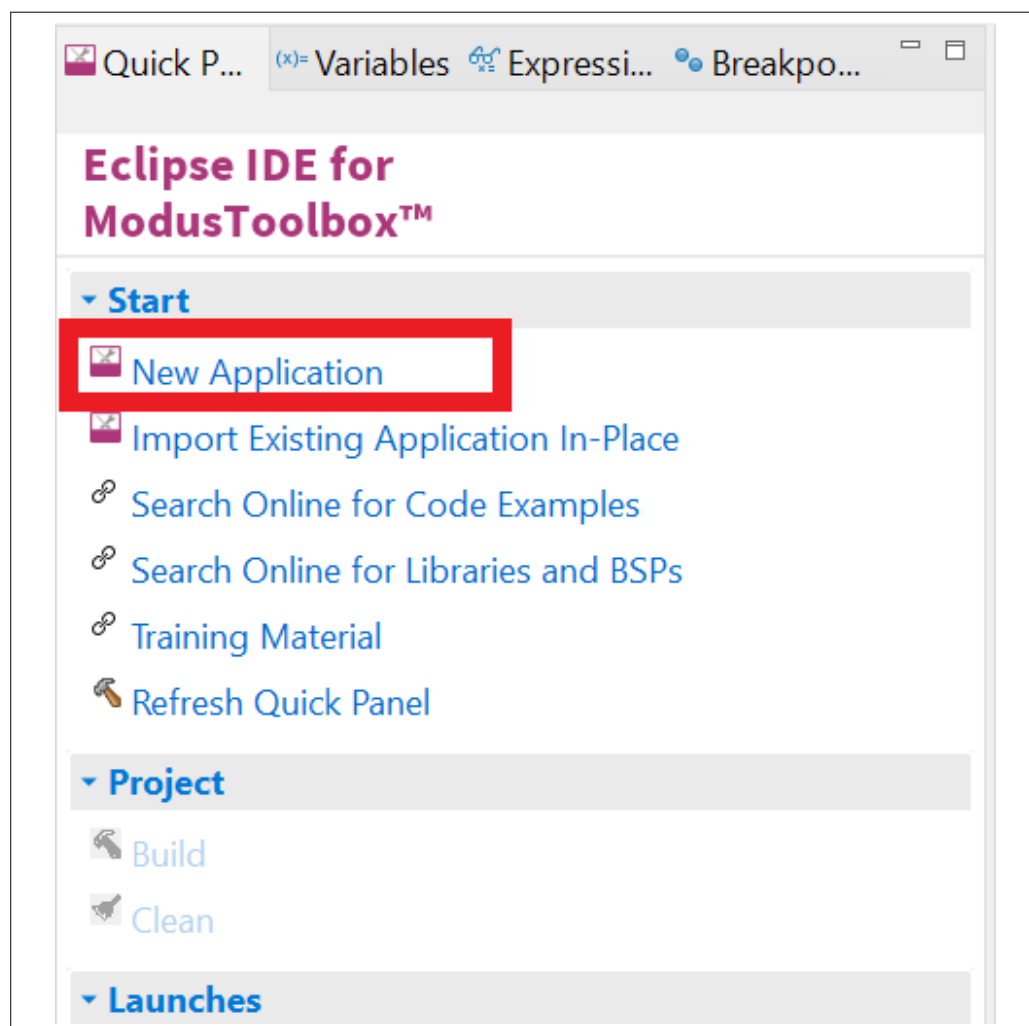 Quick P... (x)= Variables Expressi... Breakpo...
Eclipse IDE for
ModusToolbox™
Start
New Application
Import Existing Application In-Place
Search Online for Code Examples
Search Online for Libraries and BSPs
Training Material
Refresh Quick Panel
Project
Build
Clean
Launches